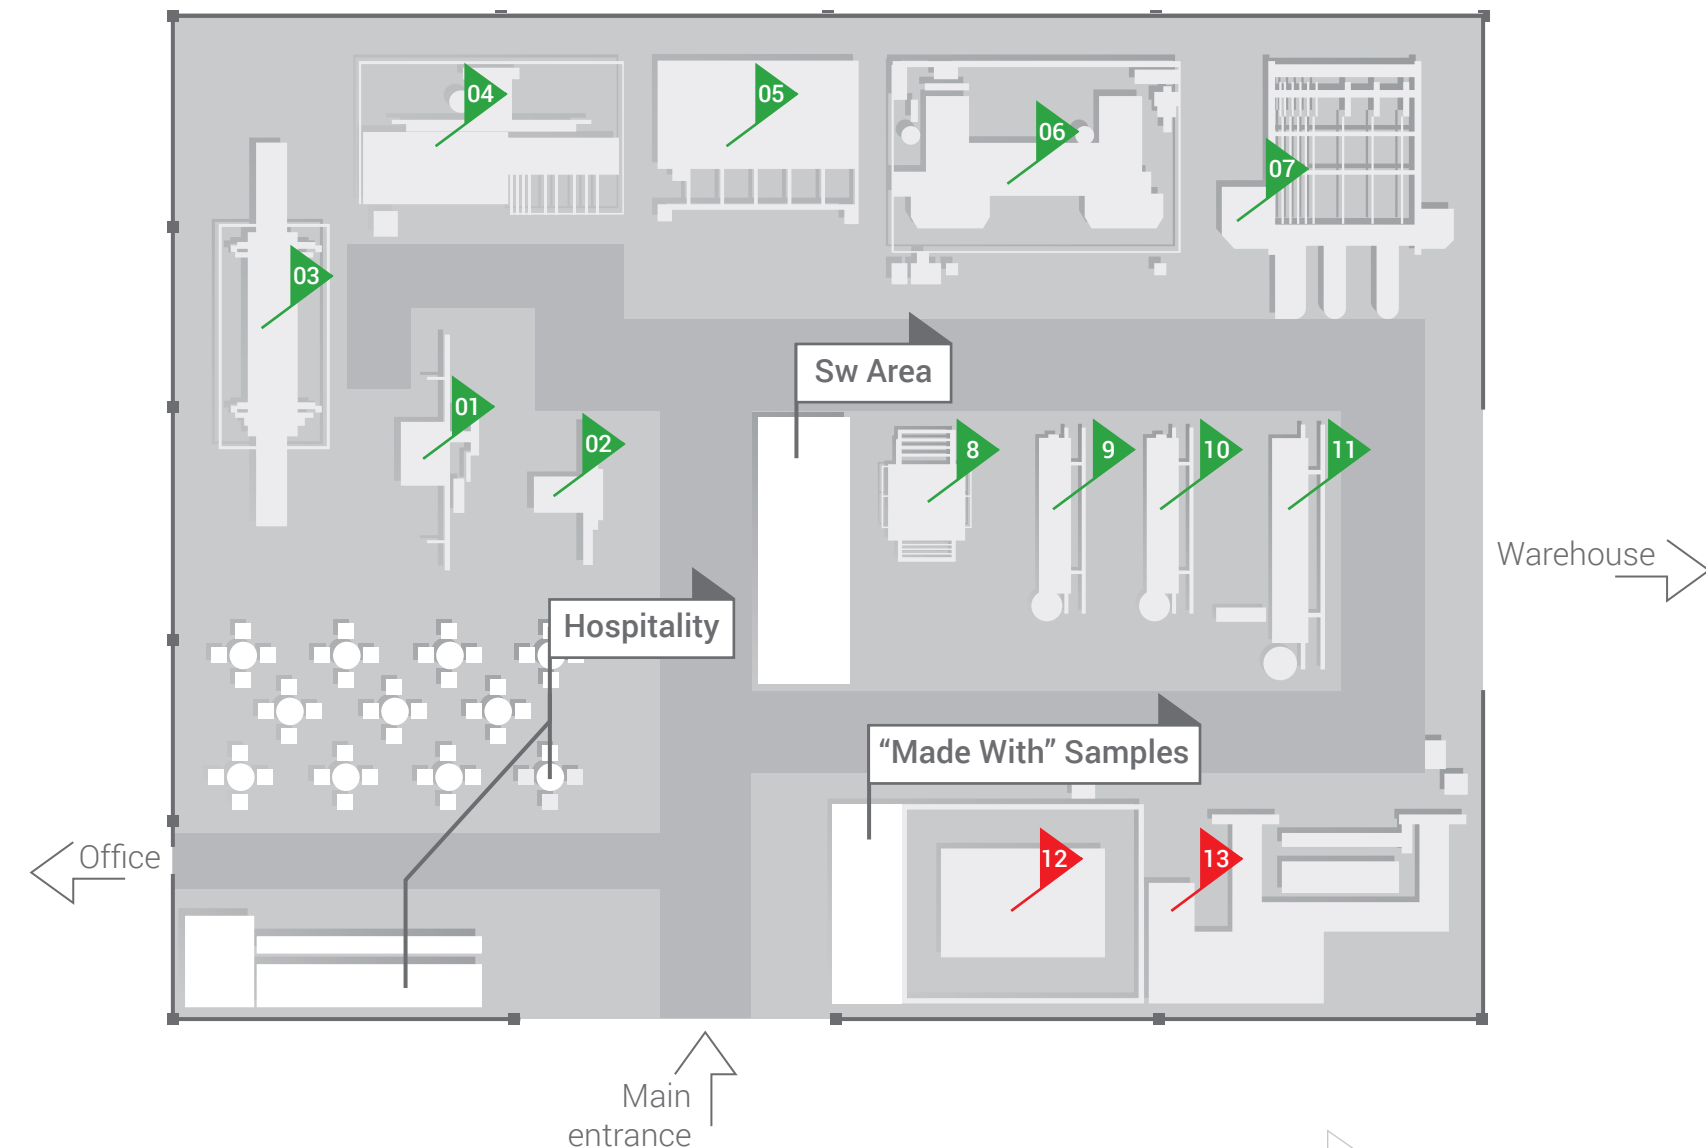 04
05
06
07
03
Sw Area
01
02
8
9
10
11
Warehouse
Hospitality
“Made With” Samples
Office
12
13
Main
entrance